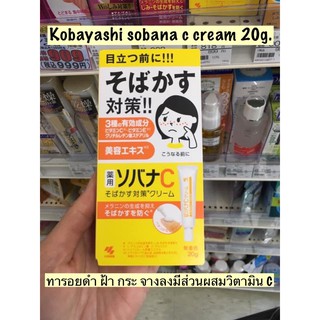 Kobayashi sobana c cream 20g.
目立つ前に!!!
そばかす
対策!!
3種の有効成分
美容エキス
こうなる前に
薬用
ソバナC
そばかす対策クリーム
メラニンの生成を抑え
そばかすを防ぐ
20g
ทารอยดำ ฝ้า กระ จางลงมีส่วนผสมวิตามิน C